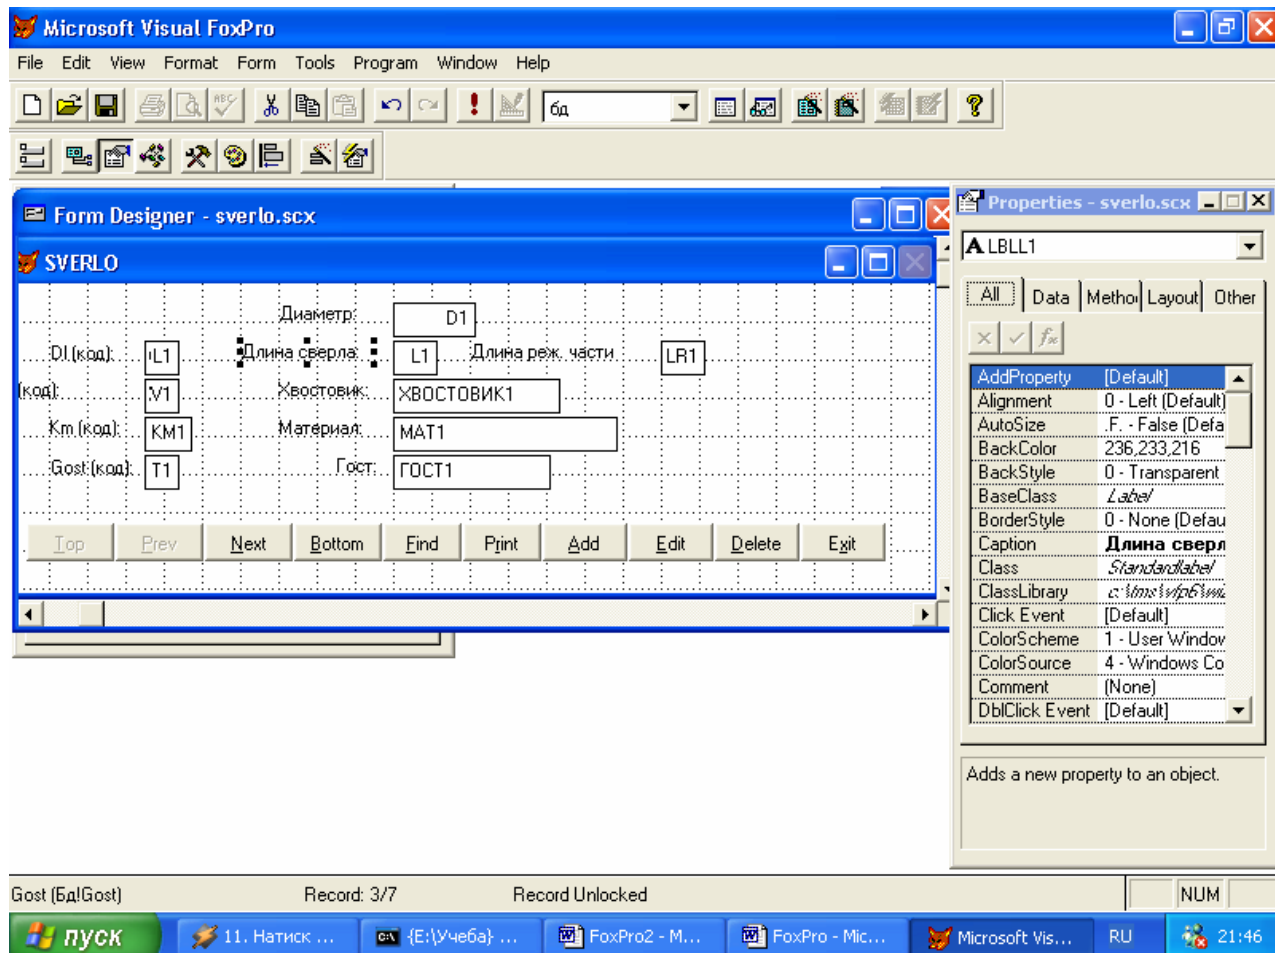 Microsoft Visual FoxPro
File Edit View Format Form Tools Program Window Help
бд
Form Designer - sverlo.scx
SVERLO
Диаметр: D1
Dl (код): L1 Длина сверла: L1 Длина реж. части LR1
(код): V1 Хвостовик: ХВОСТОВИК1
Km (код): KM1 Материал: МАТ1
Gost (код): T1 Гост: ГОСТ1
Top Prev Next Bottom Find Print Add Edit Delete Exit
Properties - sverlo.scx
LBLL1
All Data Method Layout Other
AddProperty [Default]
Alignment 0 - Left (Default)
AutoSize .F. - False (Defa
BackColor 236,233,216
BackStyle 0 - Transparent
BaseClass Label
BorderStyle 0 - None (Defau
Caption Длина сверл
Class Standardlabel
ClassLibrary
Click Event [Default]
ColorScheme 1 - User Window
ColorSource 4 - Windows Co
Comment (None)
DblClick Event [Default]
Adds a new property to an object.
Gost (Бд!Gost) Record: 3/7 Record Unlocked NUM
пуск 11. Натиск ... {E:\Учеба} ... FoxPro2 - M... FoxPro - Mic... Microsoft Vis... RU 21:46